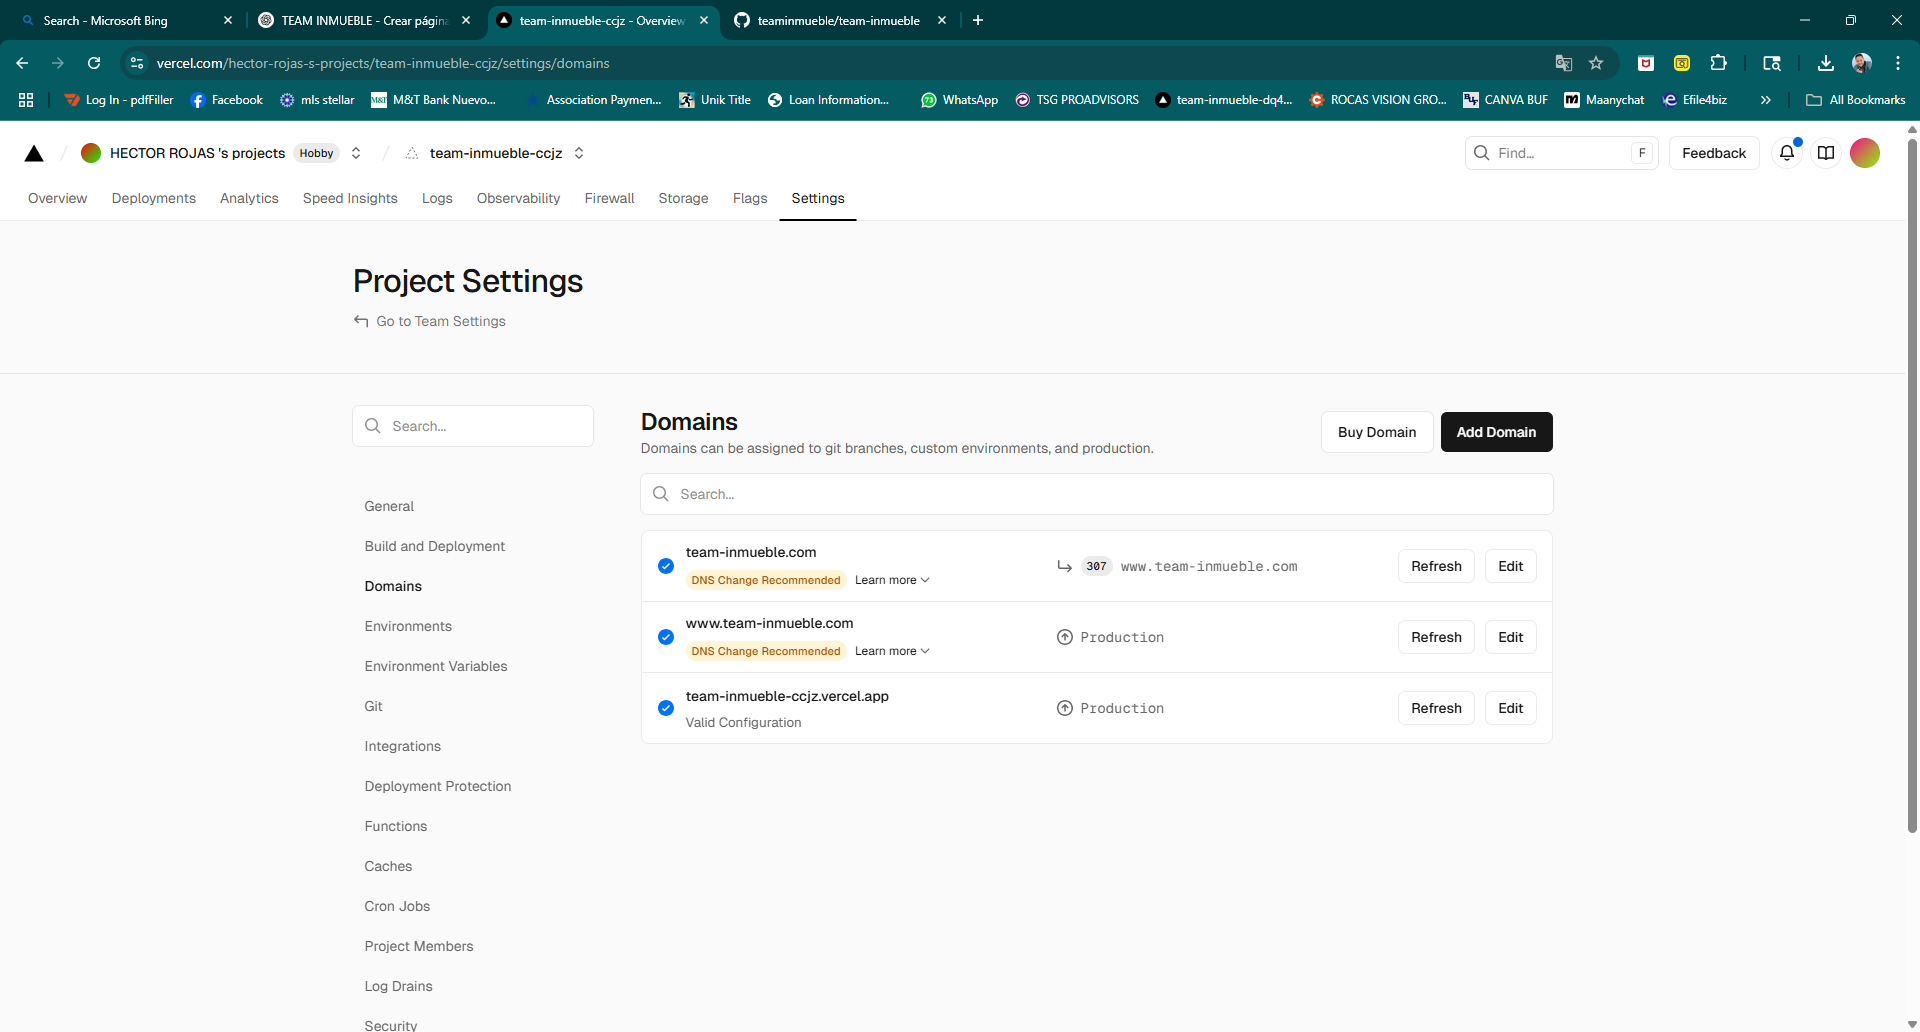 Search - Microsoft Bing
TEAM INMUEBLE - Crear págin
team-inmueble-ccjz - Overview
teaminmueble/team-inmueble
vercel.com/hector-rojas-s-projects/team-inmueble-ccjz/settings/domains
Log In - pdfFiller
Facebook
mls stellar
M&T Bank Nuevo...
Association Paymen...
Unik Title
Loan Information...
WhatsApp
TSG PROADVISORS
team-inmueble-dq4...
ROCAS VISION GRO...
CANVA BUF
Maanychat
Efile4biz
All Bookmarks
HECTOR ROJAS 's projects Hobby
team-inmueble-ccjz
Find... F
Feedback
Overview
Deployments
Analytics
Speed Insights
Logs
Observability
Firewall
Storage
Flags
Settings
Project Settings
Go to Team Settings
Search...
General
Build and Deployment
Domains
Environments
Environment Variables
Git
Integrations
Deployment Protection
Functions
Caches
Cron Jobs
Project Members
Log Drains
Security
Domains
Domains can be assigned to git branches, custom environments, and production.
Buy Domain
Add Domain
Search...
team-inmueble.com
DNS Change Recommended Learn more
307 www.team-inmueble.com
Refresh
Edit
www.team-inmueble.com
DNS Change Recommended Learn more
Production
Refresh
Edit
team-inmueble-ccjz.vercel.app
Valid Configuration
Production
Refresh
Edit